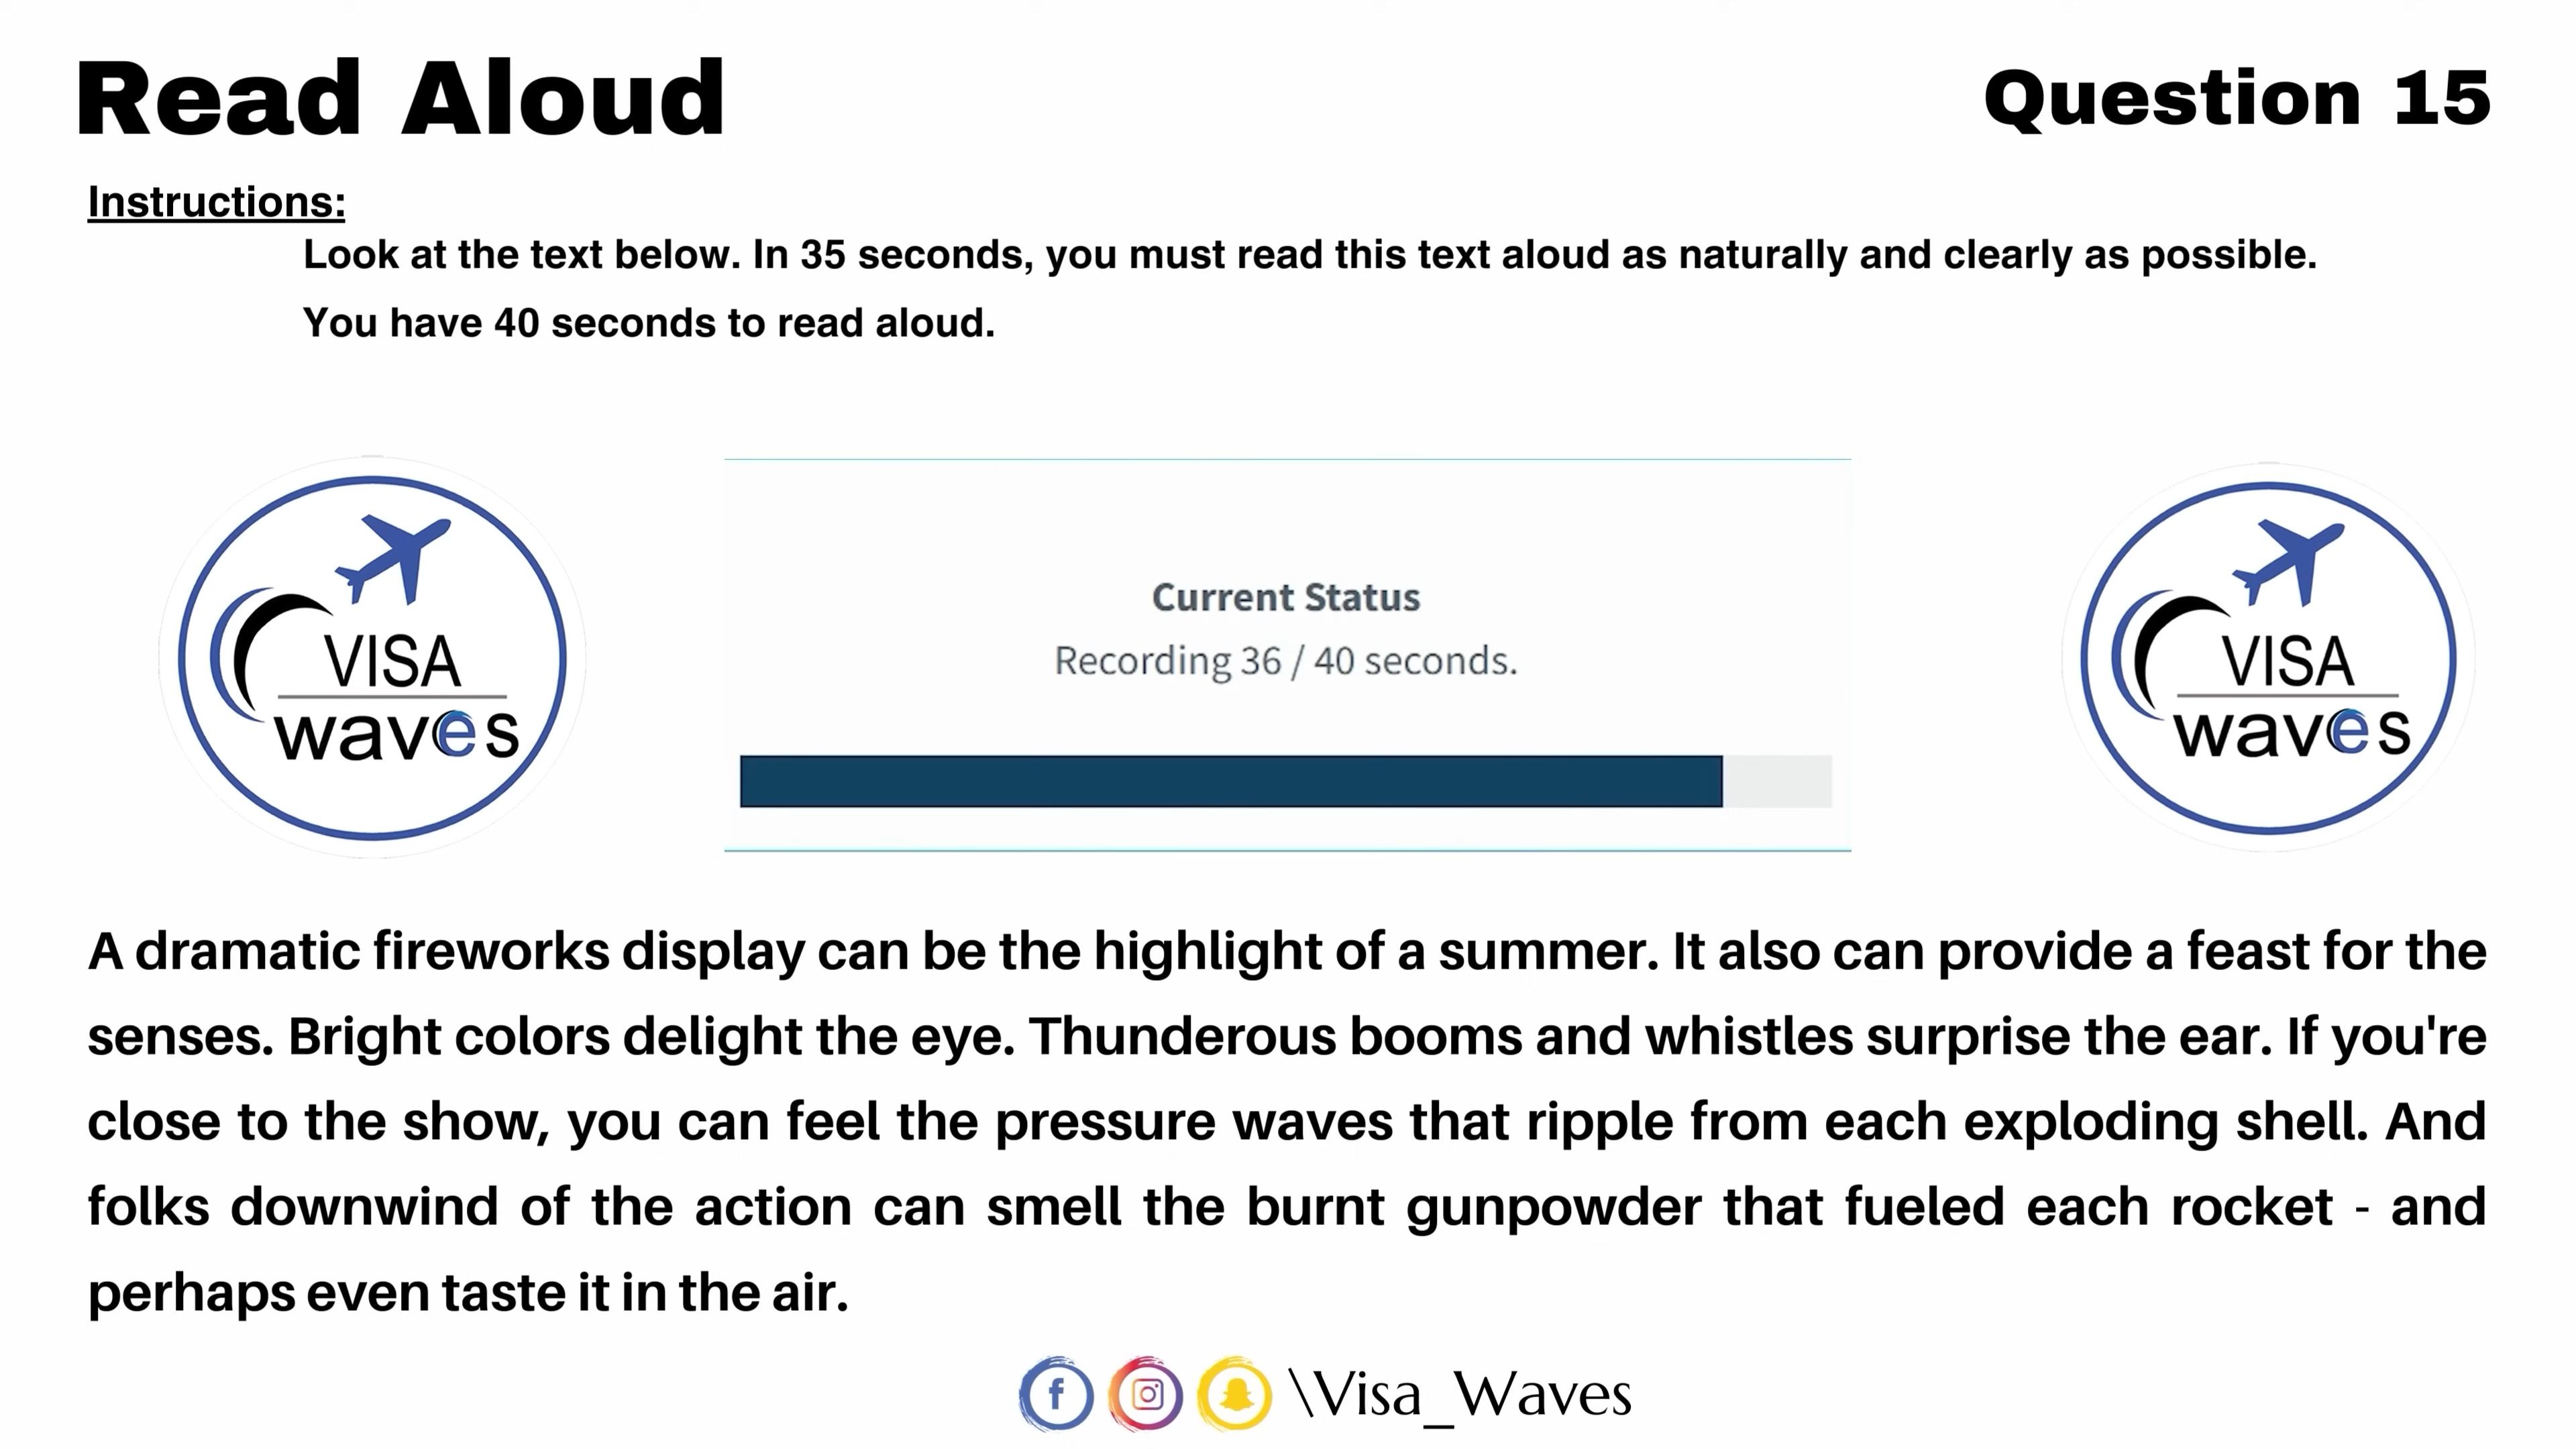 Read Aloud
Question 15
Instructions:
Look at the text below. In 35 seconds, you must read this text aloud as naturally and clearly as possible.
You have 40 seconds to read aloud.
VISA
waves
Current Status
Recording 36 / 40 seconds.
VISA
waves
A dramatic fireworks display can be the highlight of a summer. It also can provide a feast for the
senses. Bright colors delight the eye. Thunderous booms and whistles surprise the ear. If you're
close to the show, you can feel the pressure waves that ripple from each exploding shell. And
folks downwind of the action can smell the burnt gunpowder that fueled each rocket - and
perhaps even taste it in the air.
\Visa_Waves